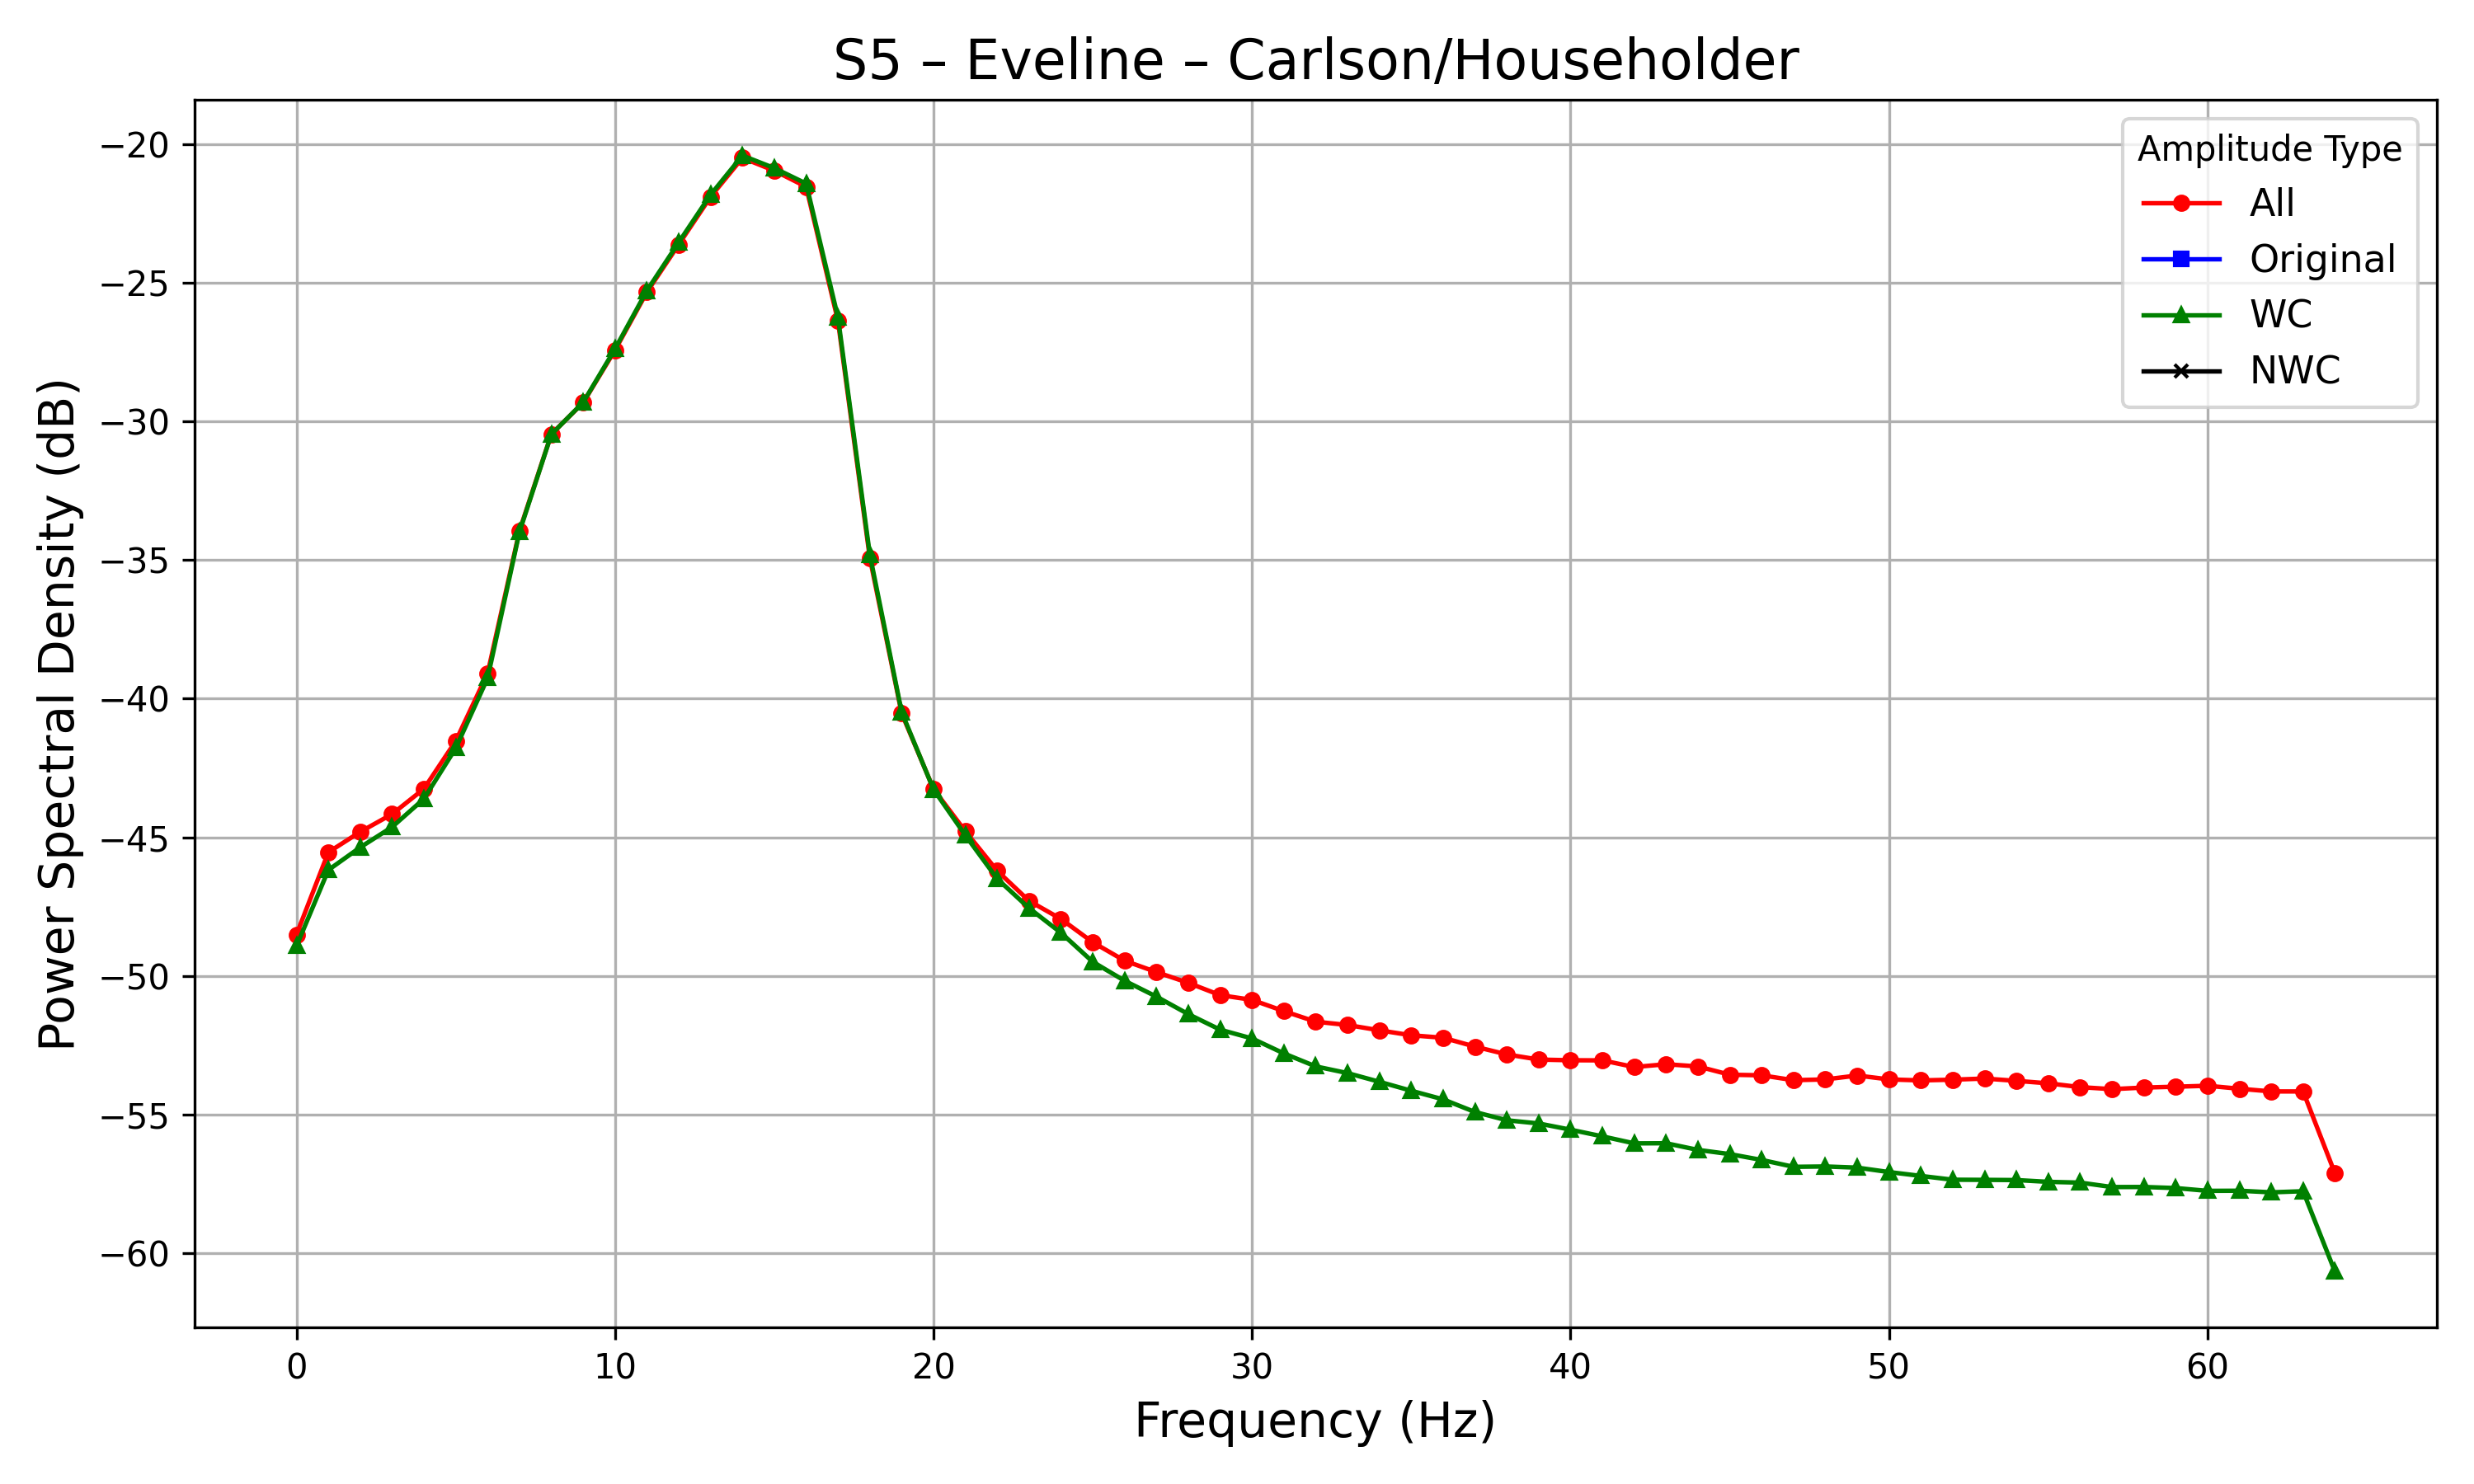 S5 – Eveline – Carlson/Householder
Power Spectral Density (dB)
−20
−25
−30
−35
−40
−45
−50
−55
−60
Amplitude Type
All
Original
WC
NWC
0 10 20 30 40 50 60
Frequency (Hz)